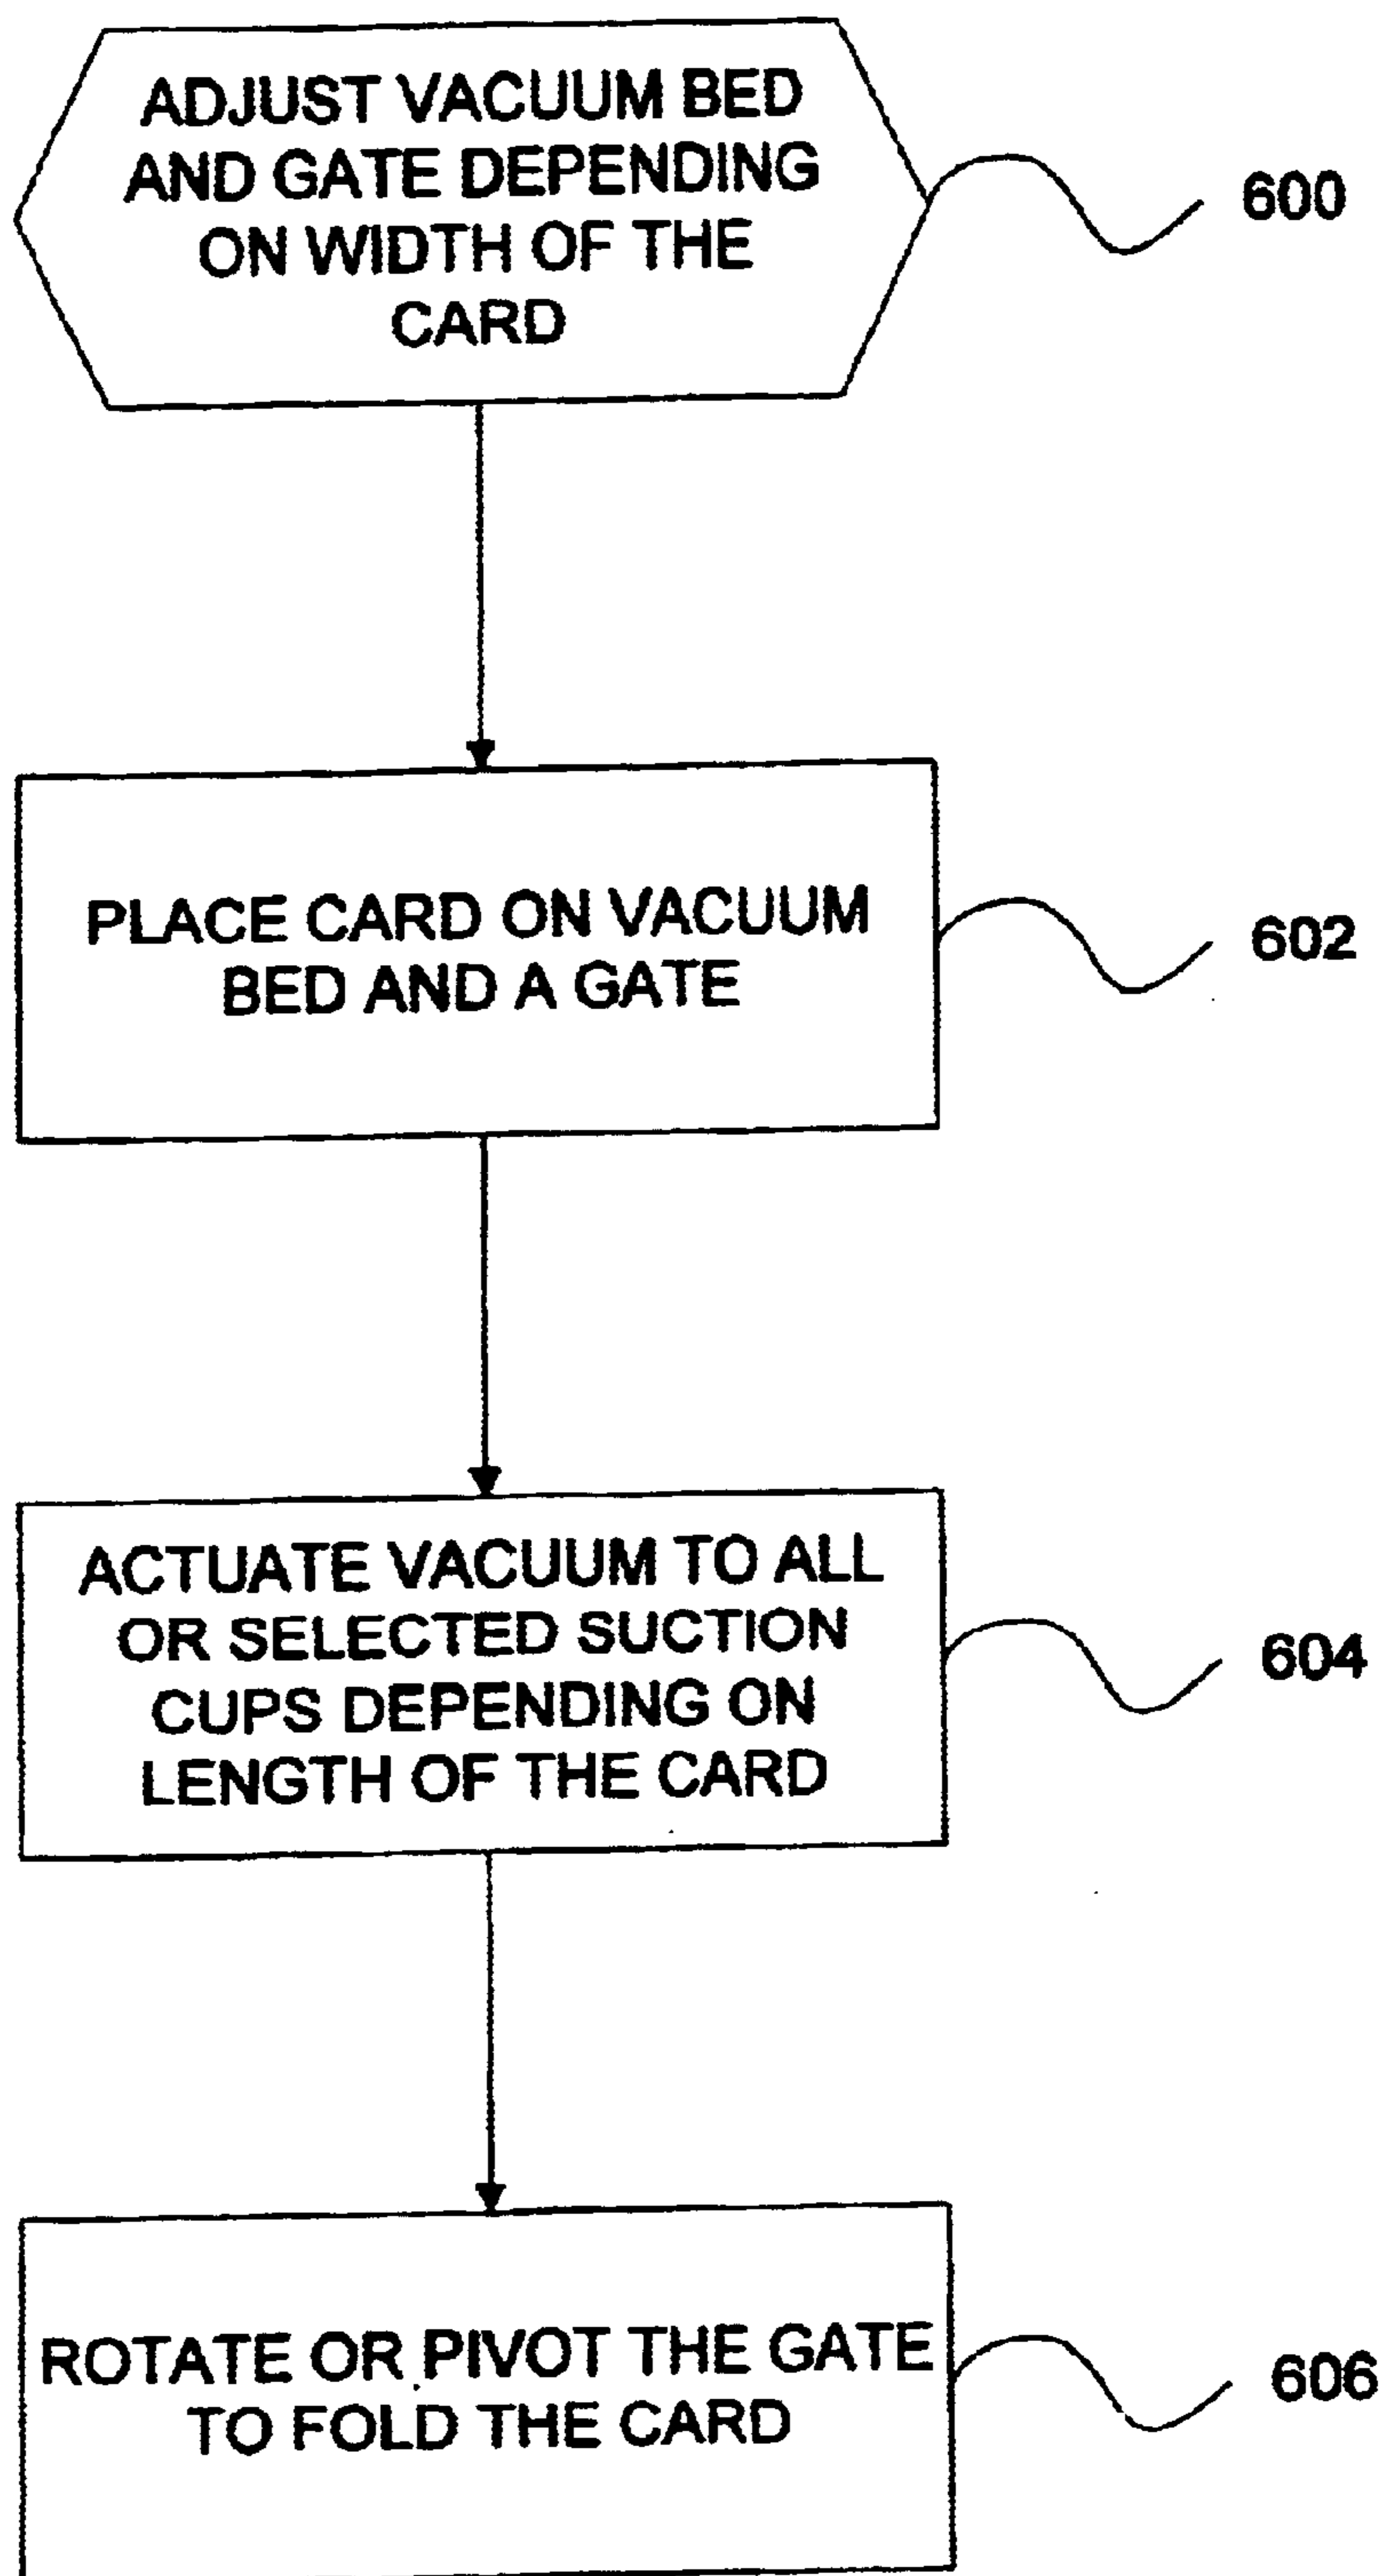 ADJUST VACUUM BED
AND GATE DEPENDING
ON WIDTH OF THE
CARD
600
PLACE CARD ON VACUUM
BED AND A GATE
602
ACTUATE VACUUM TO ALL
OR SELECTED SUCTION
CUPS DEPENDING ON
LENGTH OF THE CARD
604
ROTATE OR PIVOT THE GATE
TO FOLD THE CARD
606